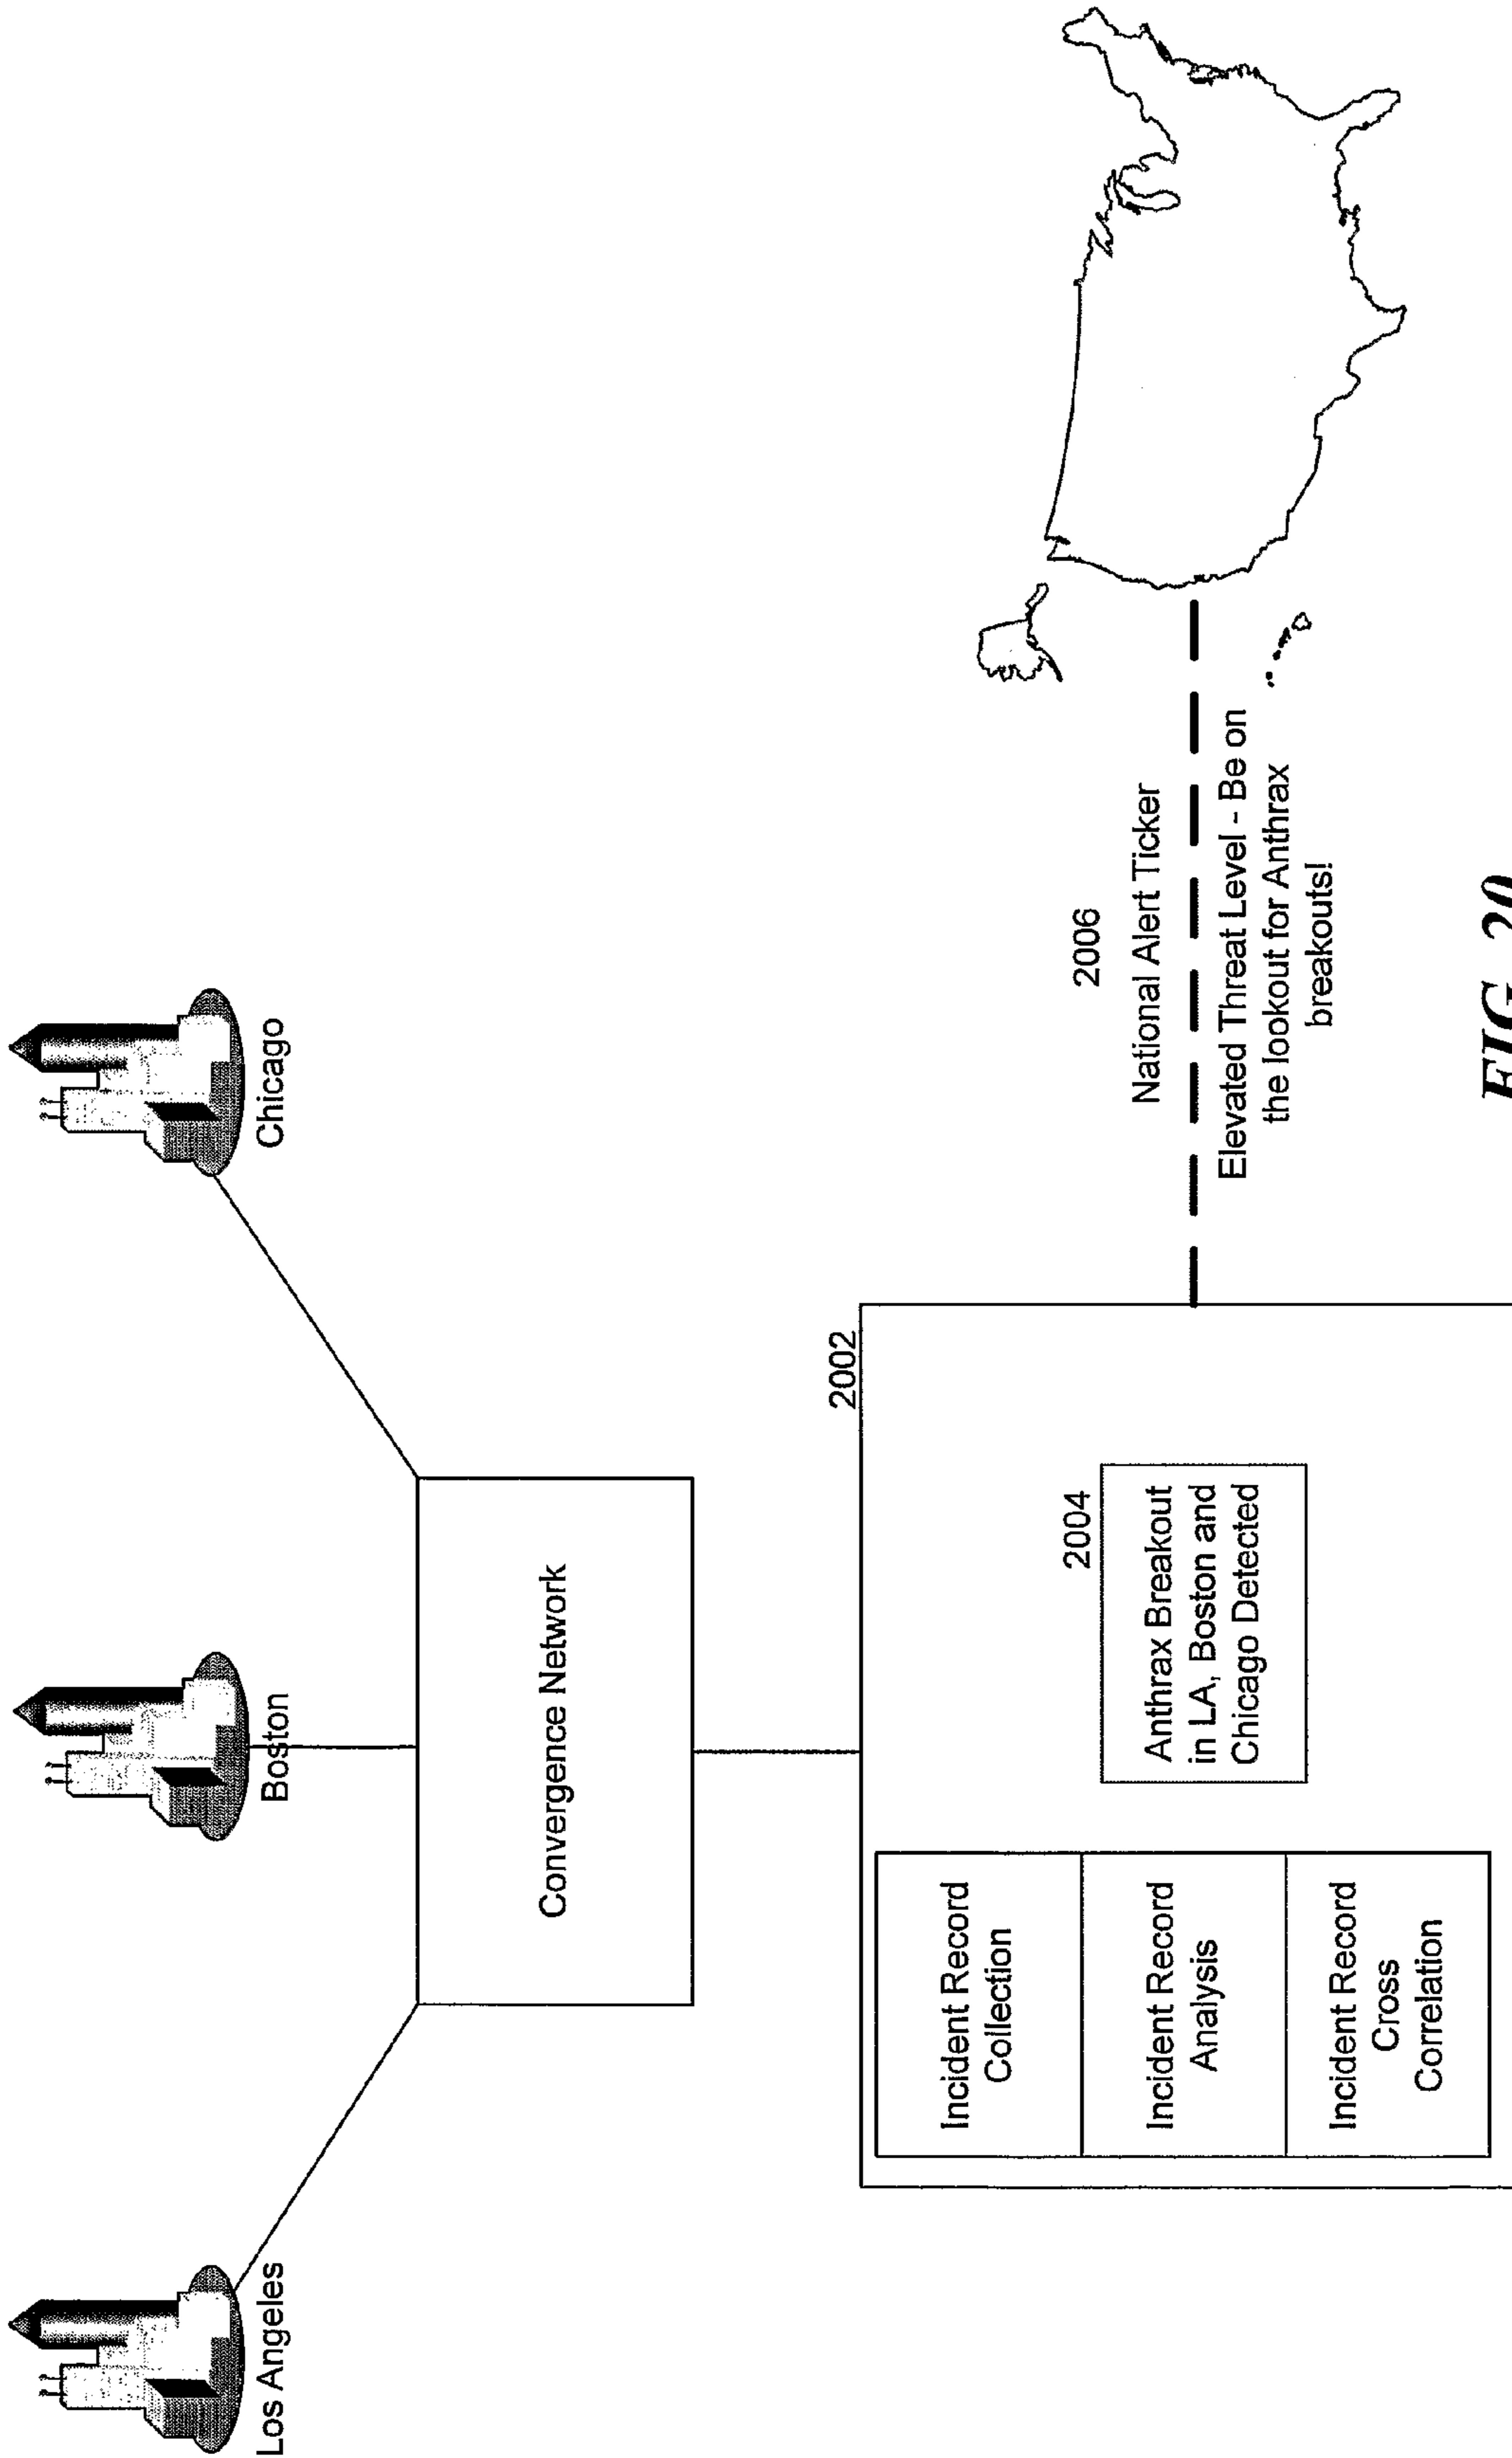 Los Angeles
Boston
Chicago
Convergence Network
2002
Incident Record
Collection
Incident Record
Analysis
Incident Record
Cross
Correlation
2004
Anthrax Breakout
in LA, Boston and
Chicago Detected
2006
National Alert Ticker
Elevated Threat Level - Be on
the lookout for Anthrax
breakouts!
FIG. 20